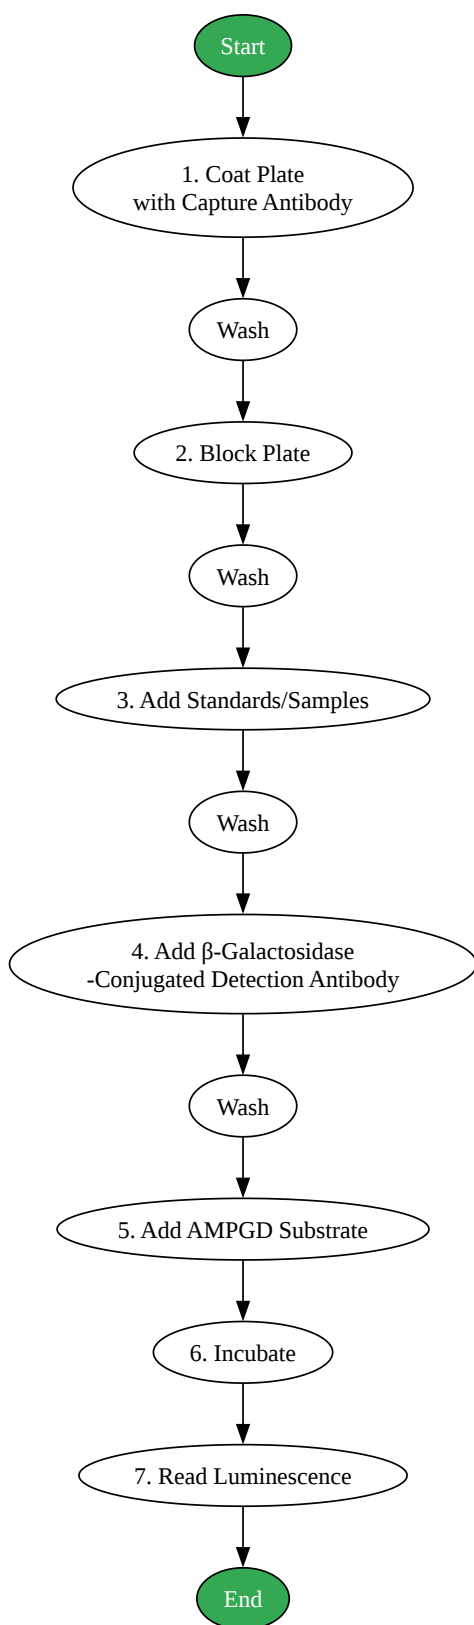 Start
1. Coat Plate
with Capture Antibody
Wash
2. Block Plate
Wash
3. Add Standards/Samples
Wash
4. Add β-Galactosidase
-Conjugated Detection Antibody
Wash
5. Add AMPGD Substrate
6. Incubate
7. Read Luminescence
End